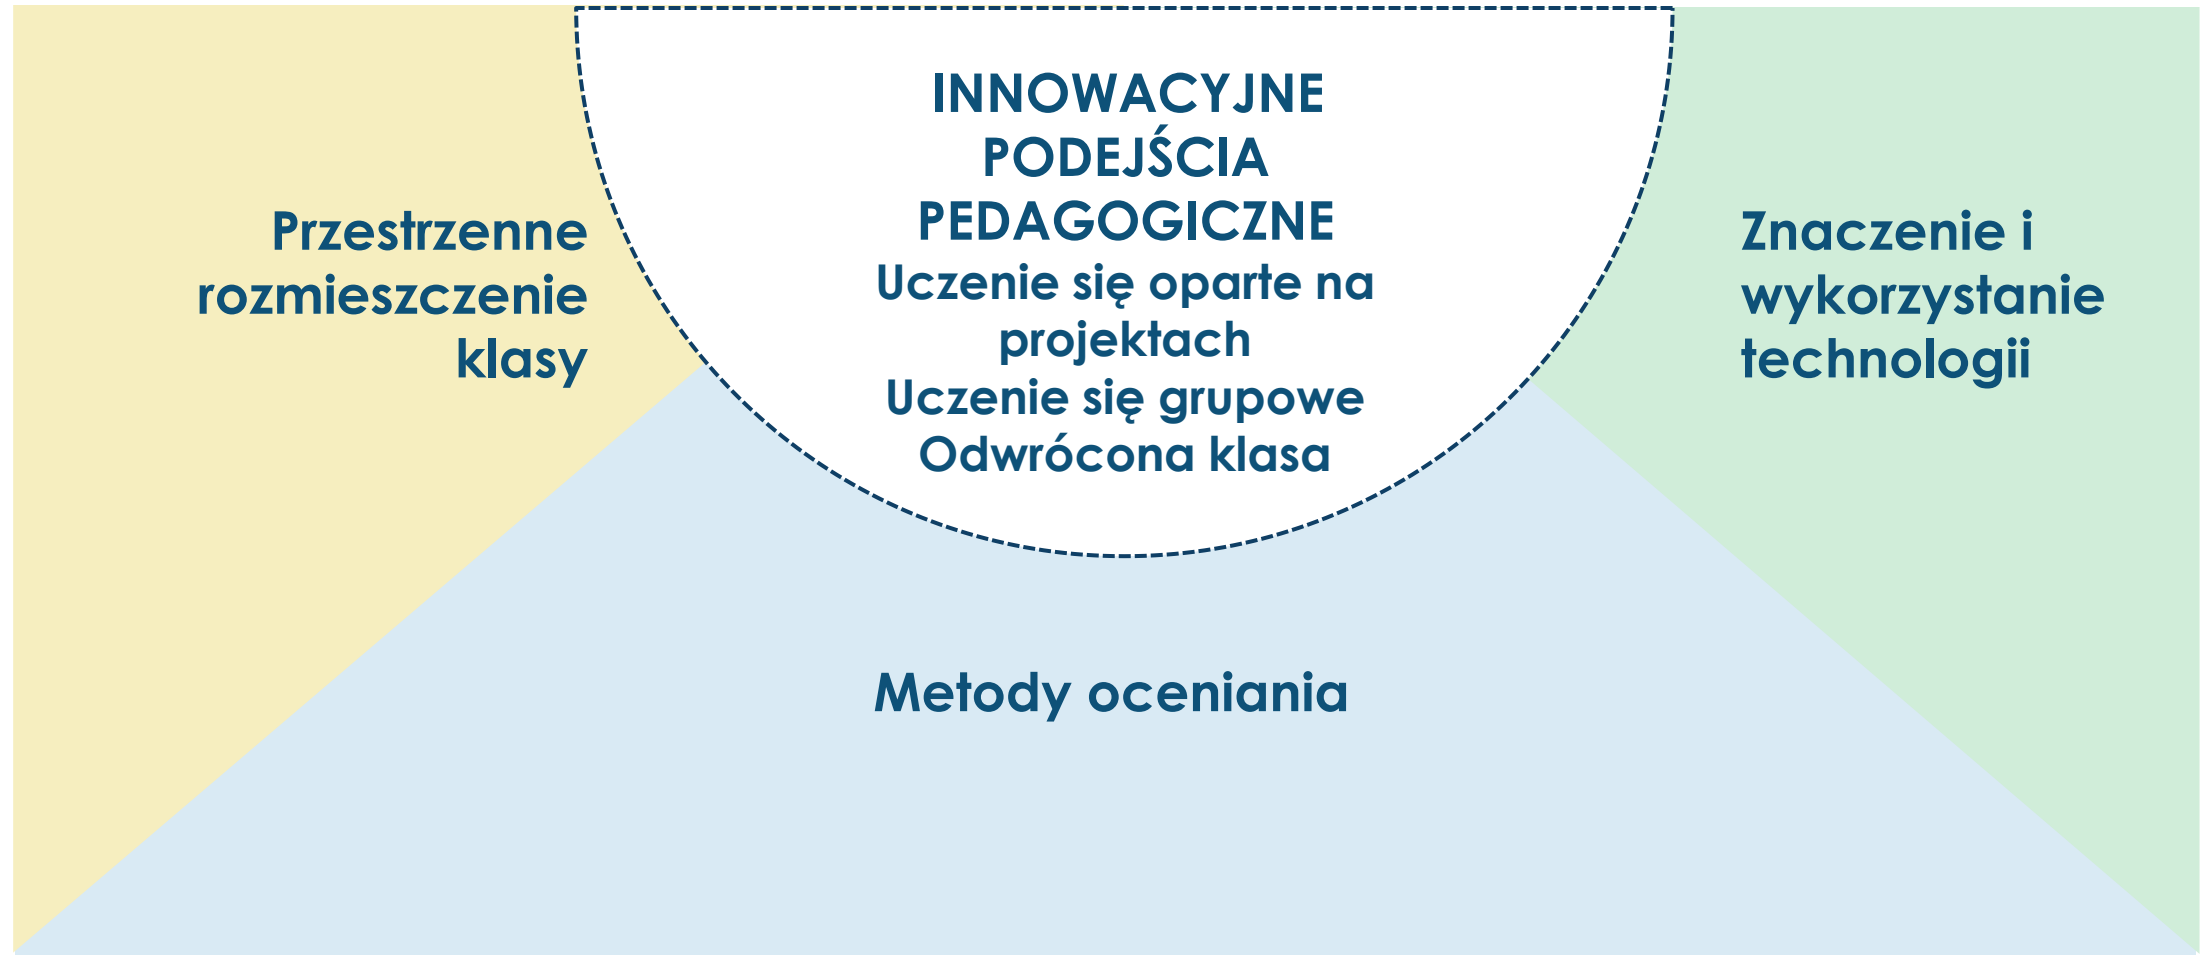 INNOWACYJNE
PODEJŚCIA
PEDAGOGICZNE
Uczenie się oparte na
projektach
Uczenie się grupowe
Odwrócona klasa
Przestrzenne
rozmieszczenie
klasy
Znaczenie i
wykorzystanie
technologii
Metody oceniania